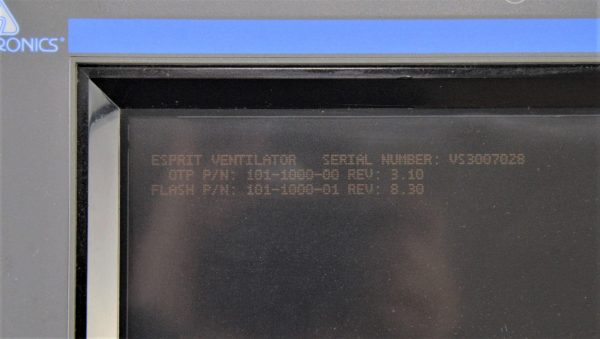 RONICS®
ESPRIT VENTILATOR SERIAL NUMBER: VS3007028
OTP P/N: 101-1000-00 REV: 3.10
FLASH P/N: 101-1000-01 REV: 8.30